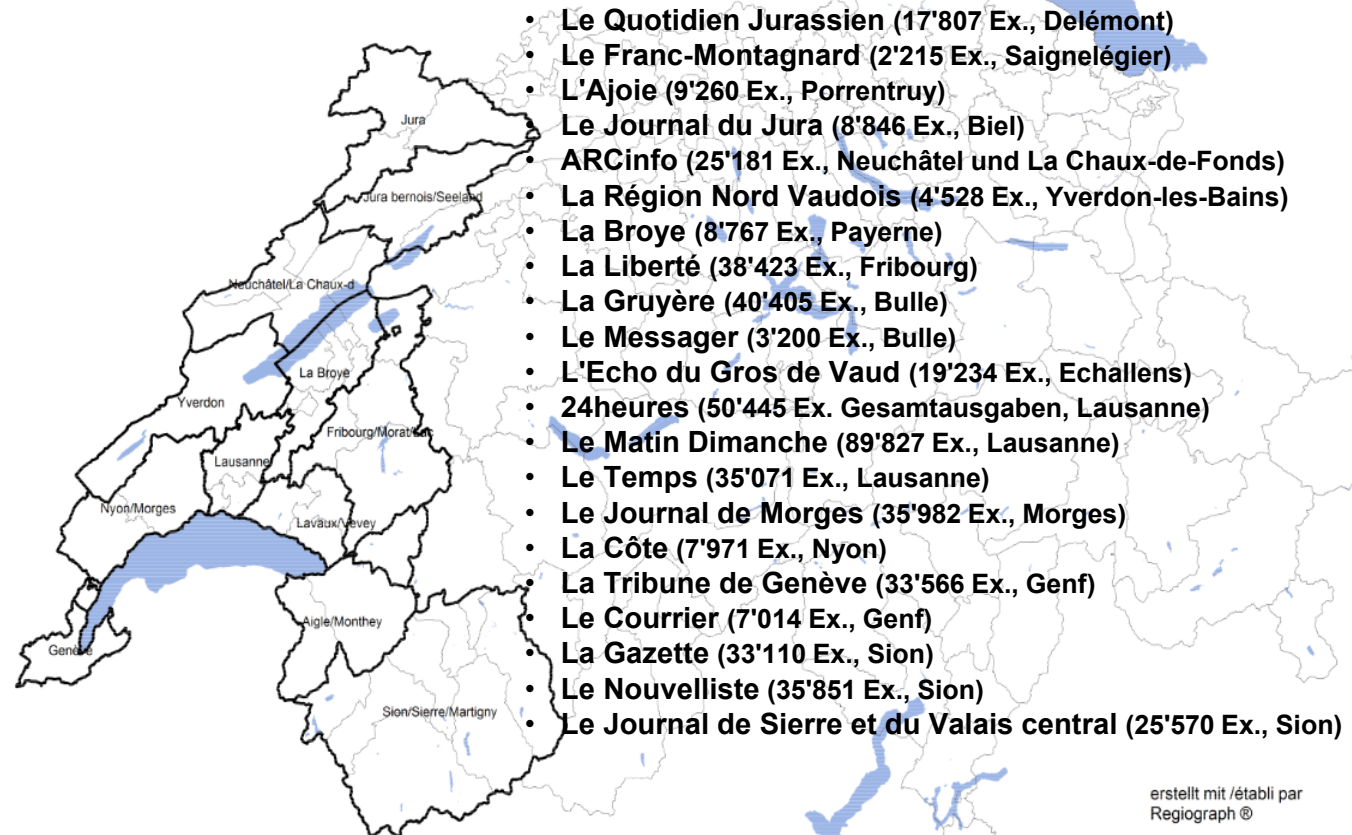 • Le Quotidien Jurassien (17'807 Ex., Delémont)
• Le Franc-Montagnard (2'215 Ex., Saignelégier)
• L'Ajoie (9'260 Ex., Porrentruy)
• Le Journal du Jura (8'846 Ex., Biel)
• ARCinfo (25'181 Ex., Neuchâtel und La Chaux-de-Fonds)
• La Région Nord Vaudois (4'528 Ex., Yverdon-les-Bains)
• La Broye (8'767 Ex., Payerne)
• La Liberté (38'423 Ex., Fribourg)
• La Gruyère (40'405 Ex., Bulle)
• Le Messager (3'200 Ex., Bulle)
• L'Echo du Gros de Vaud (19'234 Ex., Echallens)
• 24heures (50'445 Ex. Gesamtausgaben, Lausanne)
• Le Matin Dimanche (89'827 Ex., Lausanne)
• Le Temps (35'071 Ex., Lausanne)
• Le Journal de Morges (35'982 Ex., Morges)
• La Côte (7'971 Ex., Nyon)
• La Tribune de Genève (33'566 Ex., Genf)
• Le Courrier (7'014 Ex., Genf)
• La Gazette (33'110 Ex., Sion)
• Le Nouvelliste (35'851 Ex., Sion)
• Le Journal de Sierre et du Valais central (25'570 Ex., Sion)
Jura
Jura bernois/Seeland
Neuchâtel/La Chaux-d
La Broye
Yverdon
Fribourg/Morat/Lac
Lausanne
Nyon/Morges
Lavaux/Vevey
Aigle/Monthey
Genève
Sion/Sierre/Martigny
erstellt mit /établi par
Regiograph ®